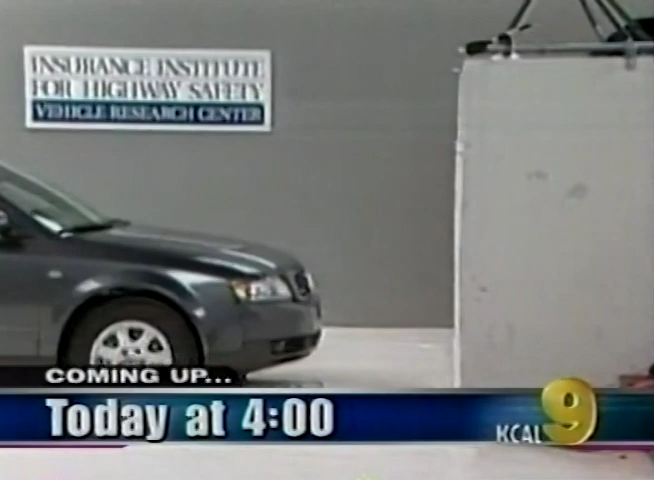 INSURANCE INSTITUTE
FOR HIGHWAY SAFETY
VEHICLE RESEARCH CENTER
COMING UP...
Today at 4:00
KCAL 9